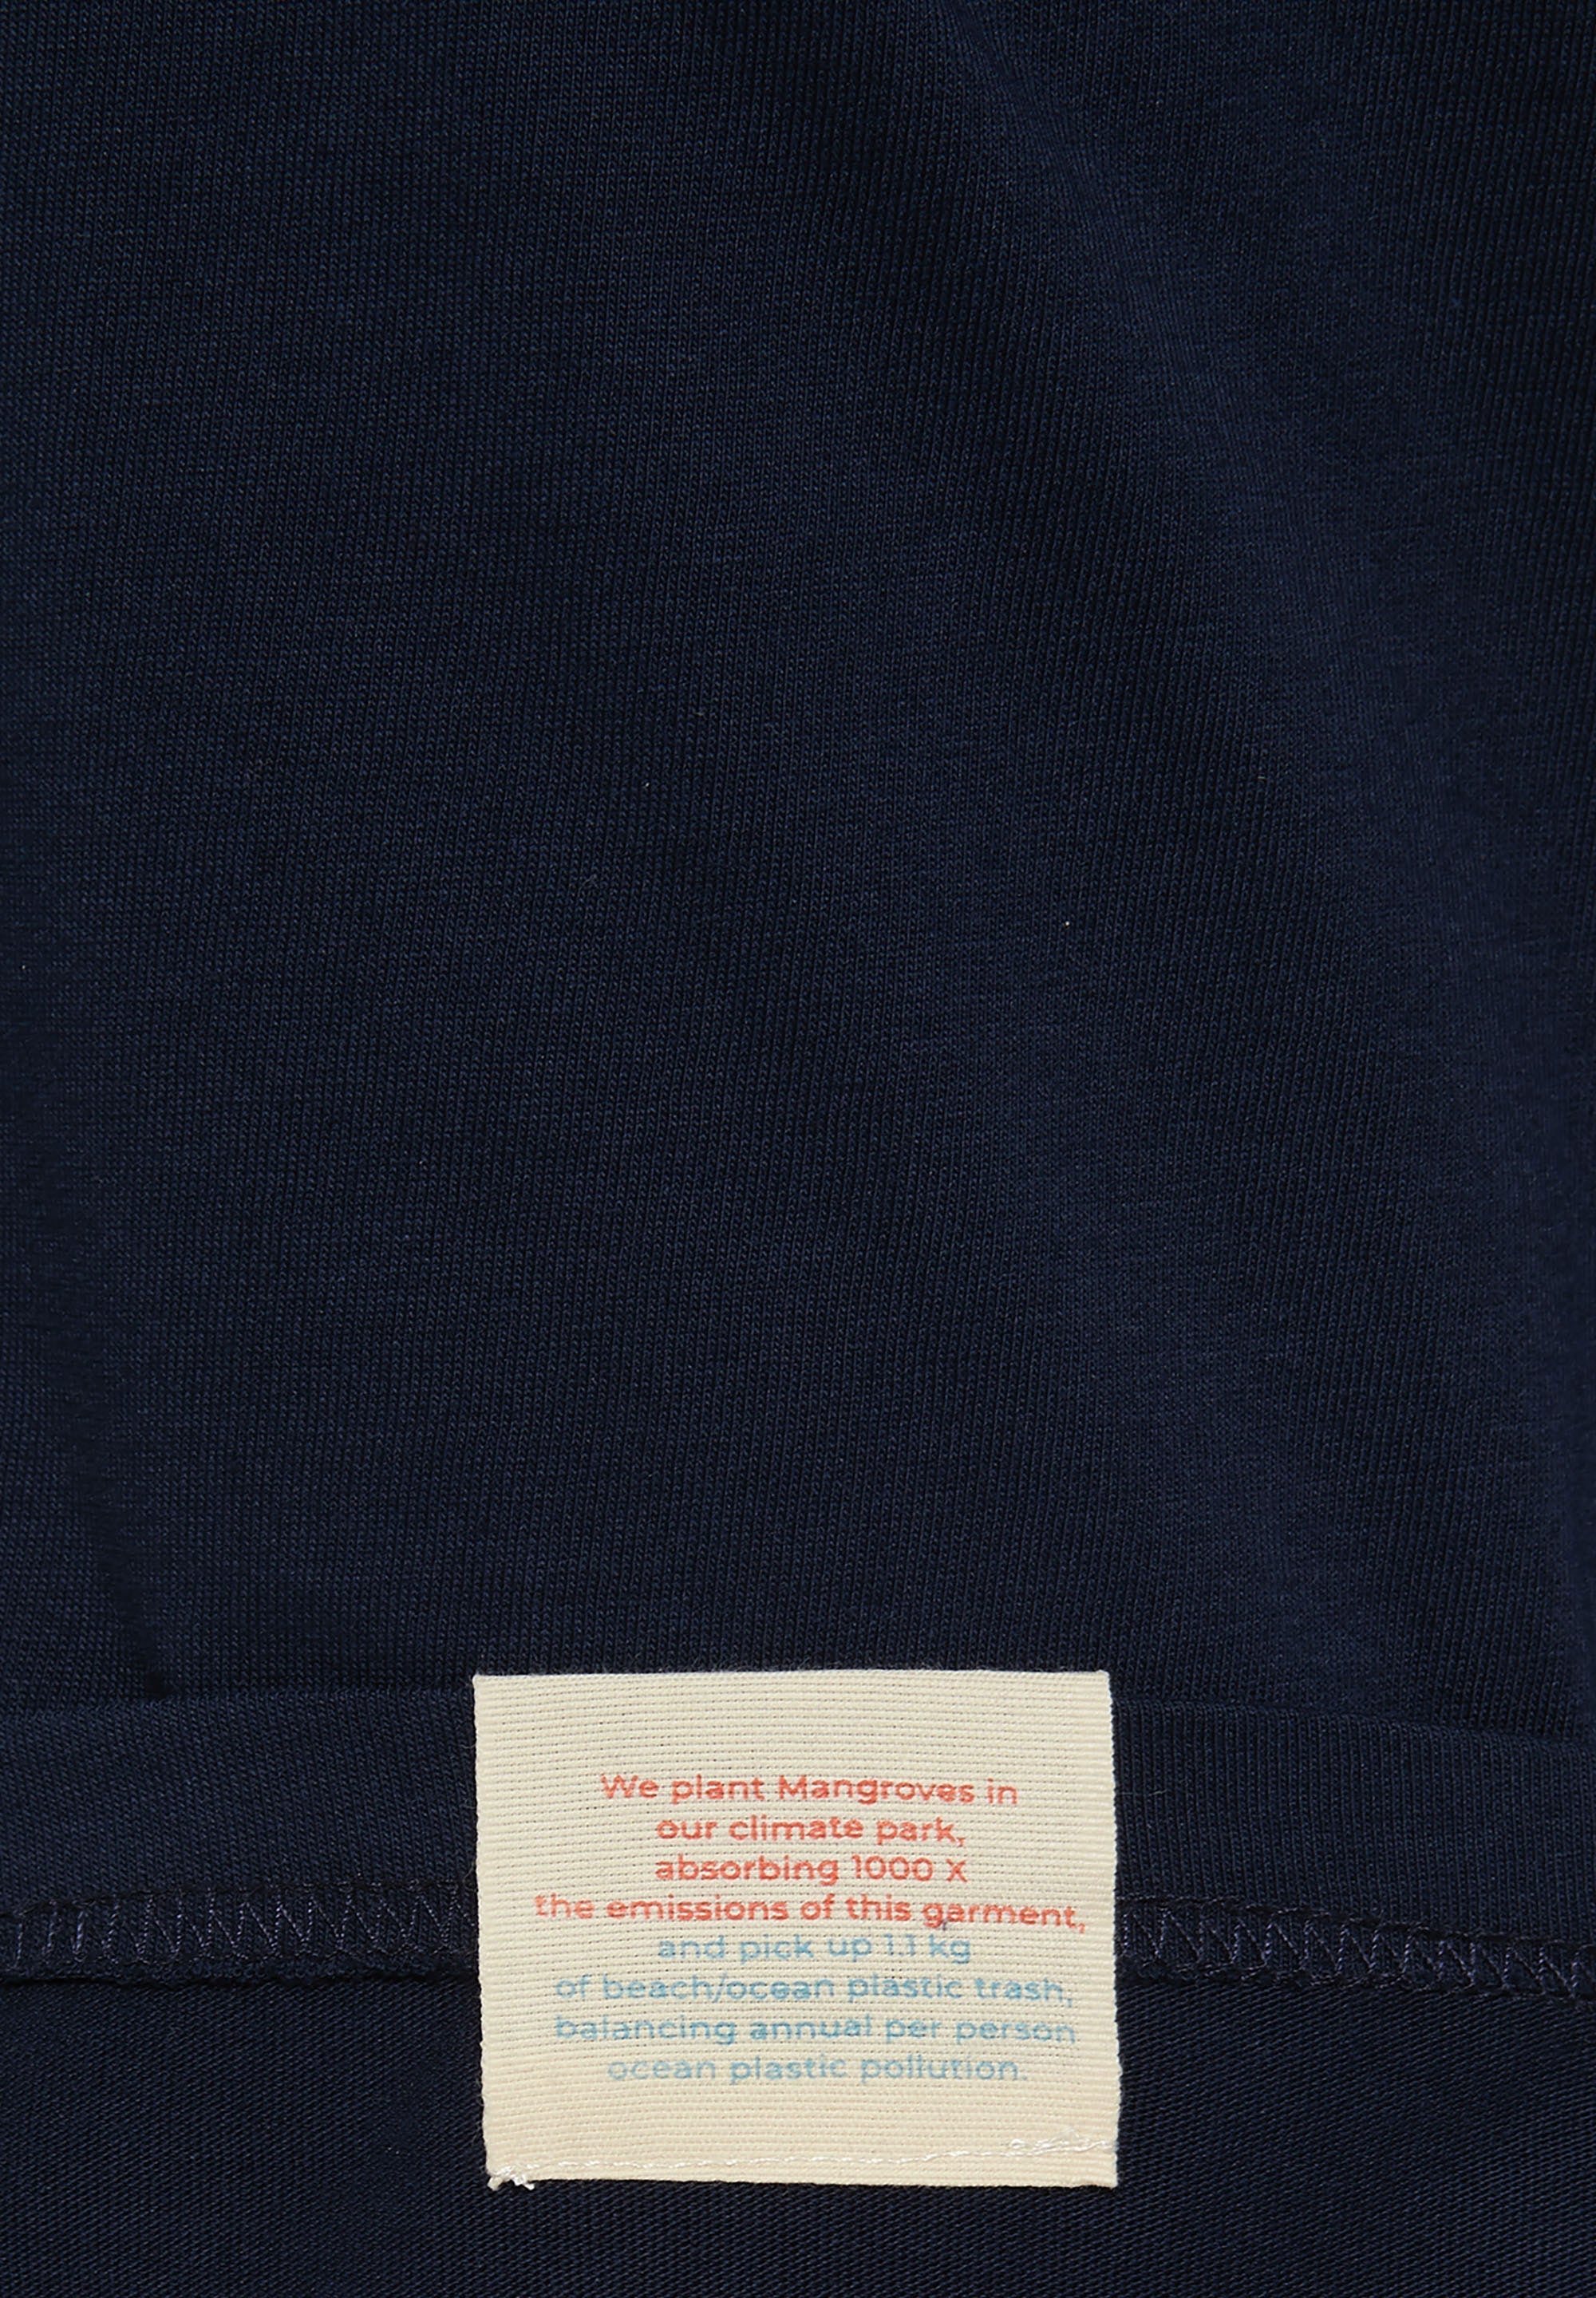 We plant Mangroves in
our climate park,
absorbing 1000 X
the emissions of this garment,
and pick up 1.1 kg
of beach/ocean plastic trash,
balancing annual per person
ocean plastic pollution.